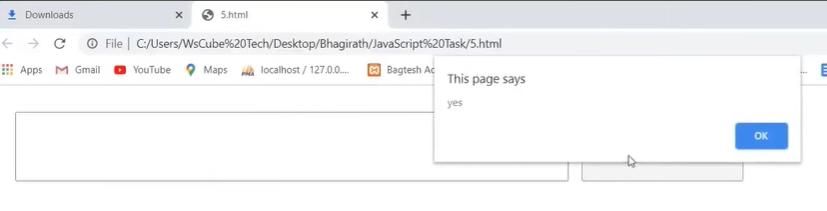 Downloads
5.html
File | C:/Users/WsCube%20Tech/Desktop/Bhagirath/JavaScript%20Task/5.html
Apps Gmail YouTube Maps localhost / 127.0.0.... Bagtesh Ac
This page says
yes
OK